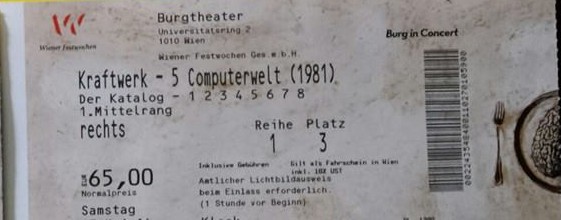 Burgtheater
Universitätsring 2
1010 Wien
Wiener Festwochen
Wiener Festwochen Ges.m.b.H.
Burg in Concert
Kraftwerk - 5 Computerwelt (1981)
Der Katalog - 1 2 3 4 5 6 7 8
1.Mittelrang
rechts
Reihe Platz
1 3
Inklusive Gebühren
Gilt als Fahrschein in Wien
inkl. 10% UST
65,00
Normalpreis
Amtlicher Lichtbildausweis
beim Einlass erforderlich.
(1 Stunde vor Beginn)
Samstag